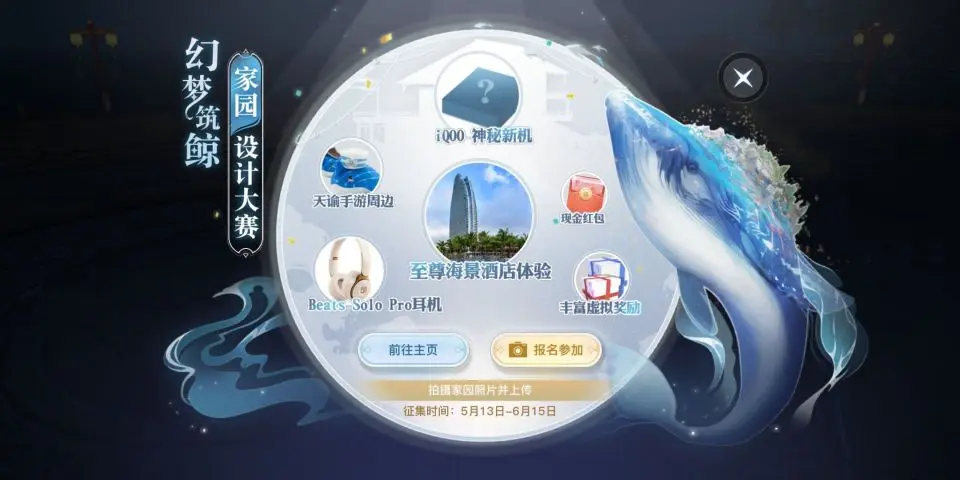 幻梦筑鲸
家园设计大赛
?
iQOO 神秘新机
天谕手游周边
现金红包
至尊海景酒店体验
Beats Solo Pro耳机
丰富虚拟奖励
前往主页
报名参加
拍摄家园照片并上传
征集时间：5月13日-6月15日